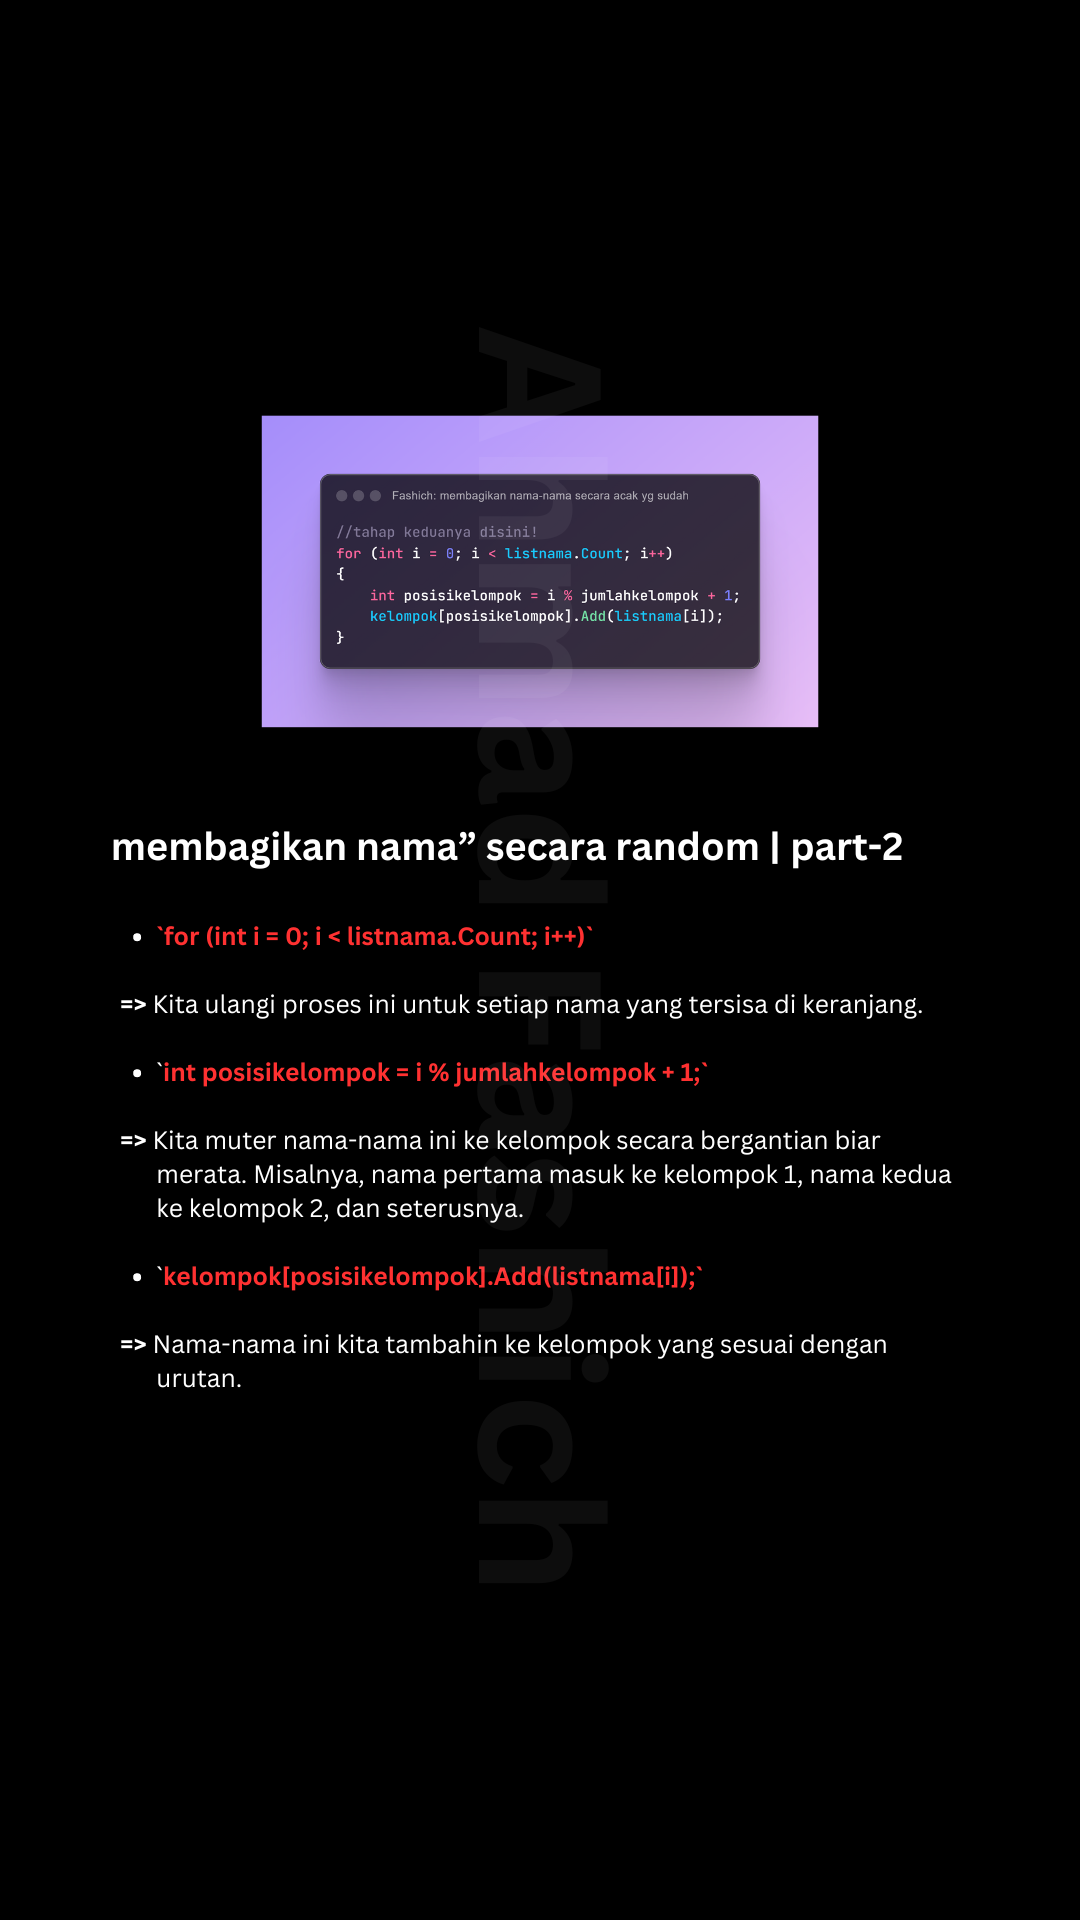 Fashich: membagikan nama-nama secara acak yg sudah
//tahap keduanya disini!
for (int i = 0; i < listnama.Count; i++)
{
    int posisikelompok = i % jumlahkelompok + 1;
    kelompok[posisikelompok].Add(listnama[i]);
}
membagikan nama” secara random | part-2
• `for (int i = 0; i < listnama.Count; i++)`
=> Kita ulangi proses ini untuk setiap nama yang tersisa di keranjang.
• `int posisikelompok = i % jumlahkelompok + 1;`
=> Kita muter nama-nama ini ke kelompok secara bergantian biar
merata. Misalnya, nama pertama masuk ke kelompok 1, nama kedua
ke kelompok 2, dan seterusnya.
• `kelompok[posisikelompok].Add(listnama[i]);`
=> Nama-nama ini kita tambahin ke kelompok yang sesuai dengan
urutan.
Ahmad Fashich